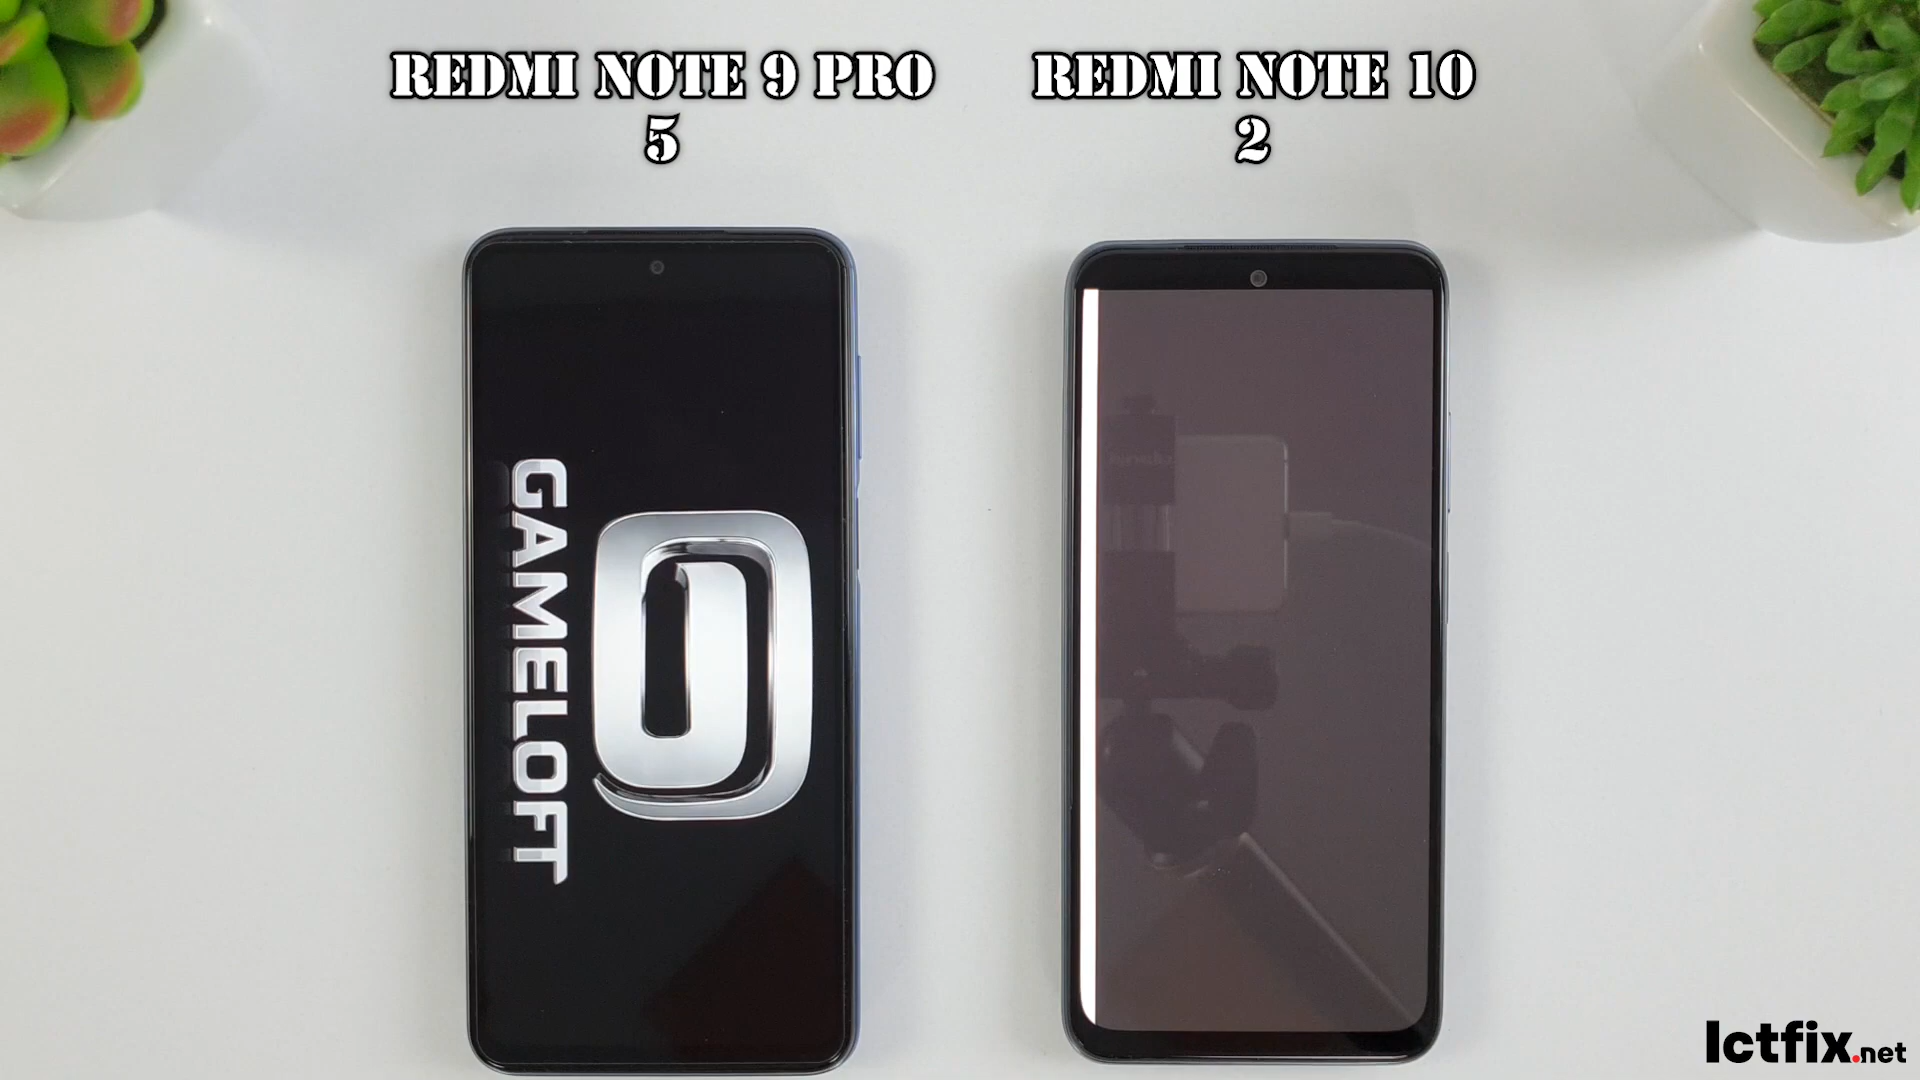 REDMI NOTE 9 PRO
5
REDMI NOTE 10
2
GAMELOFT
Ictfix.net